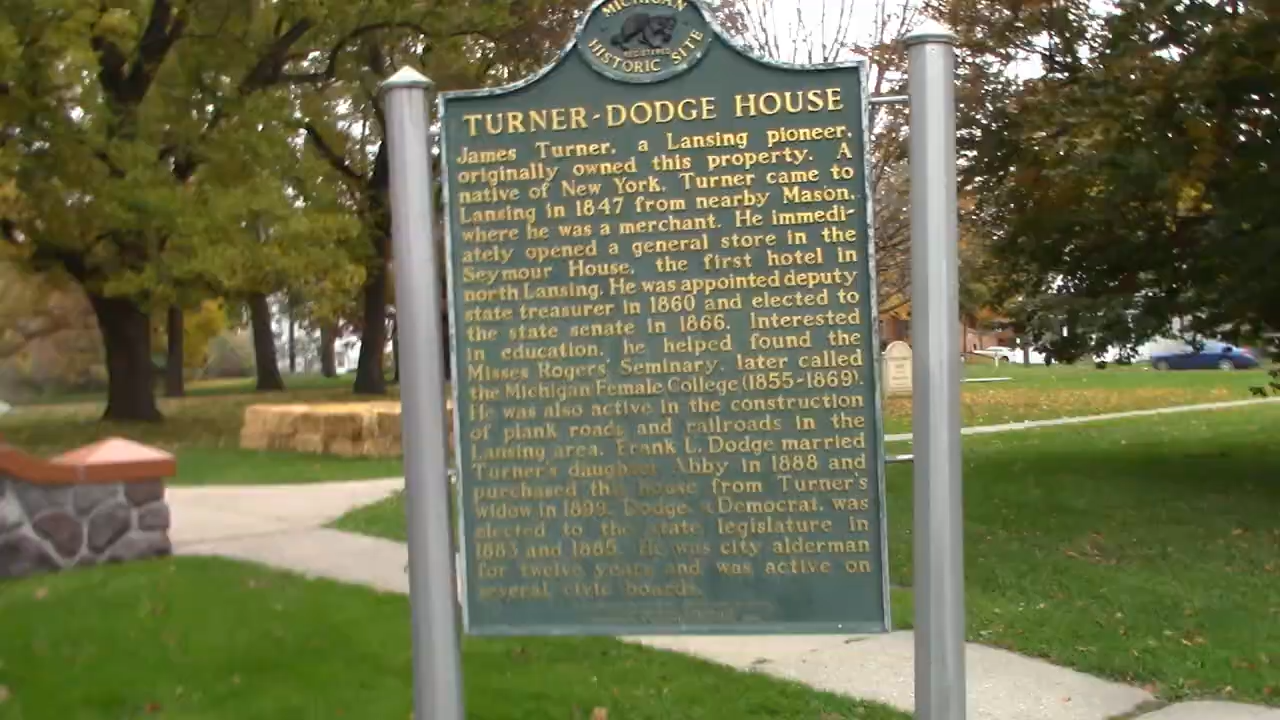 MICHIGAN
REGISTERED
HISTORIC SITE
TURNER-DODGE HOUSE
James Turner, a Lansing pioneer,
originally owned this property. A
native of New York, Turner came to
Lansing in 1847 from nearby Mason,
where he was a merchant. He immedi-
ately opened a general store in the
Seymour House, the first hotel in
north Lansing. He was appointed deputy
state treasurer in 1860 and elected to
the state senate in 1866. Interested
in education, he helped found the
Misses Rogers' Seminary, later called
the Michigan Female College (1855-1869).
He was also active in the construction
of plank roads and railroads in the
Lansing area. Frank L. Dodge married
Turner's daughter Abby in 1888 and
purchased this house from Turner's
widow in 1899. Dodge, a Democrat, was
elected to the state legislature in
1883 and 1885. He was city alderman
for twelve years and was active on
several civic boards.